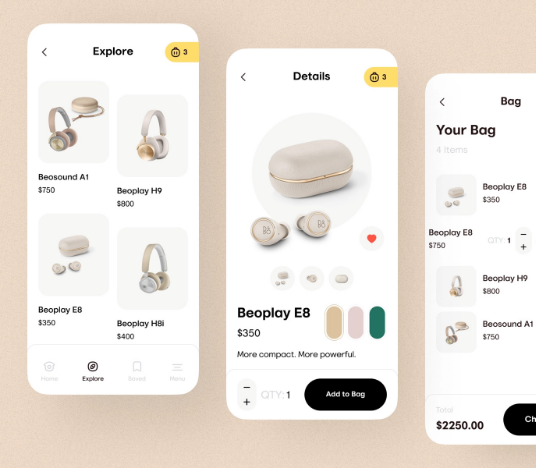 Explore
3
Beosound A1
$750
Beoplay H9
$800
Beoplay E8
$350
Beoplay H8i
$400
Home
Explore
Saved
Menu
Details
3
Beoplay E8
$350
More compact. More powerful.
−
+
QTY: 1
Add to Bag
Bag
Your Bag
4 Items
Beoplay E8
$350
Beoplay E8
$750
QTY: 1
−
+
Beoplay H9
$800
Beosound A1
$750
Total
$2250.00
Ch